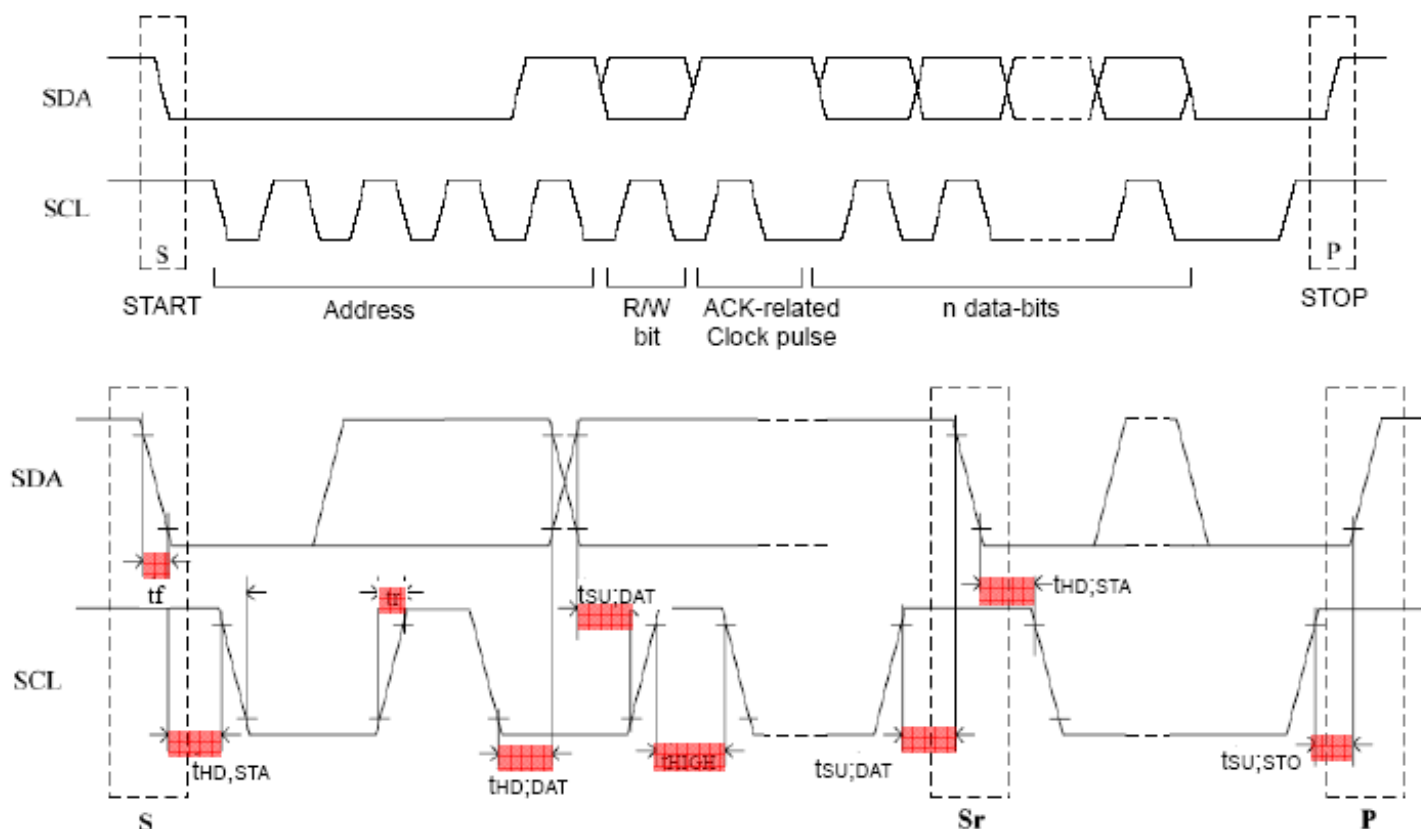 SDA
SCL
S
P
START
Address
R/W
bit
ACK-related
Clock pulse
n data-bits
STOP
SDA
tf
tr
tSU;DAT
tHD;STA
SCL
tHD,STA
tHD;DAT
tHIGH
tSU;DAT
tSU;STO
S
Sr
P